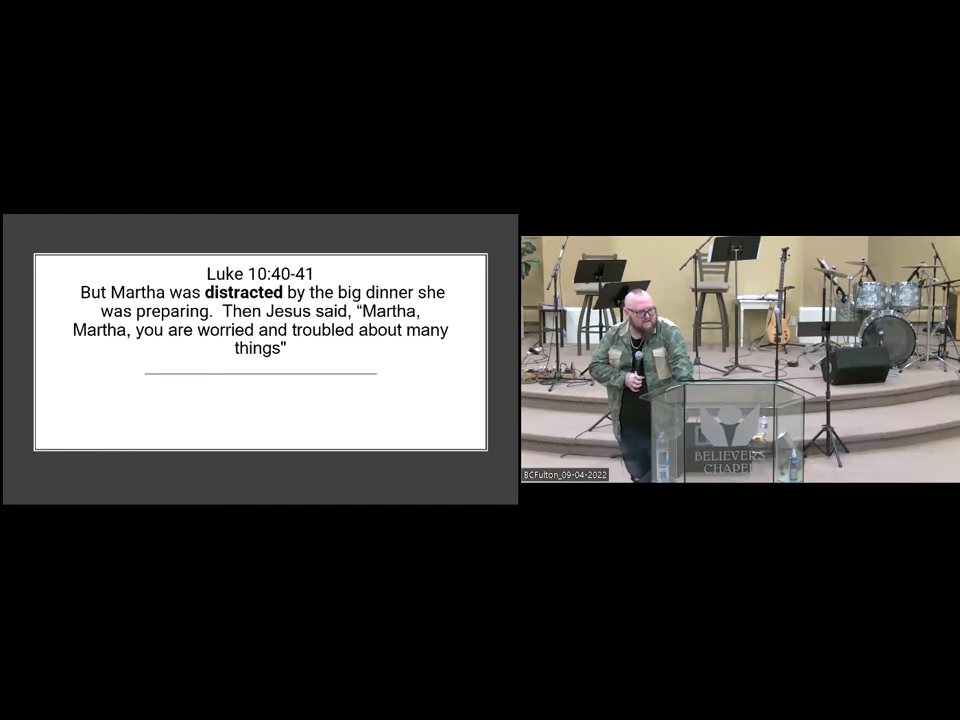 Luke 10:40-41
But Martha was distracted by the big dinner she
was preparing.  Then Jesus said, “Martha,
Martha, you are worried and troubled about many
things"
BELIEVERS
CHAPEL
BCFulton_09-04-2022